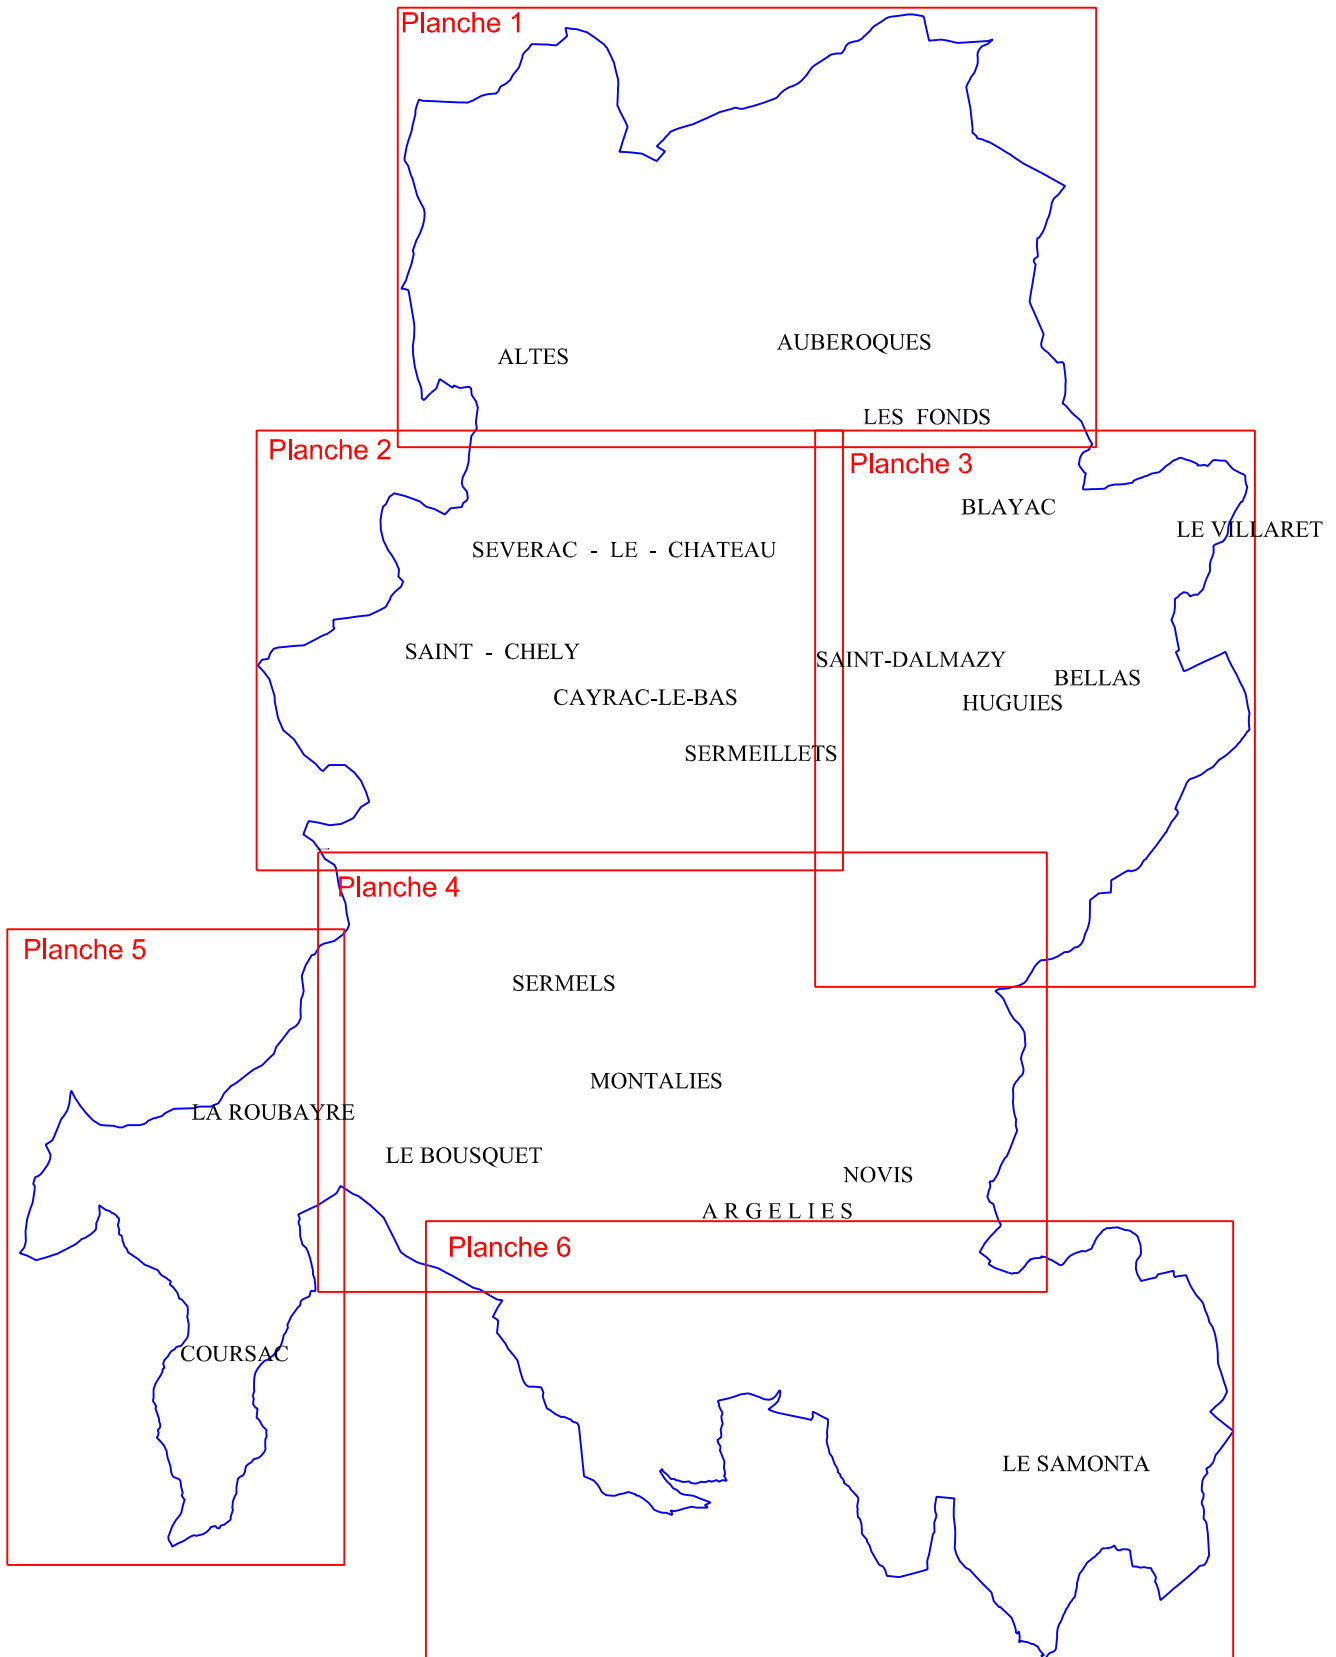 Planche 1
AUBEROQUES
ALTES
LES FONDS
Planche 2
Planche 3
BLAYAC
LE VILLARET
SEVERAC - LE - CHATEAU
SAINT - CHELY
SAINT-DALMAZY
BELLAS
CAYRAC-LE-BAS
HUGUIES
SERMEILLETS
Planche 4
Planche 5
SERMELS
MONTALIES
LA ROUBAYRE
LE BOUSQUET
NOVIS
A R G E L I E S
Planche 6
COURSAC
LE SAMONTA